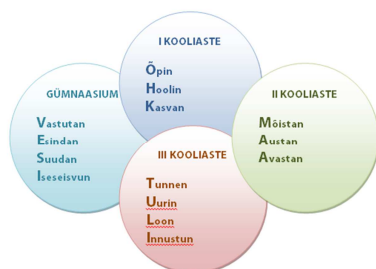 I KOOLIASTE
Õpin
Hoolin
Kasvan
GÜMNAASIUM
Vastutan
Esindan
Suudan
Iseseisvun
II KOOLIASTE
Mõistan
Austan
Avastan
III KOOLIASTE
Tunnen
Uurin
Loon
Innustun